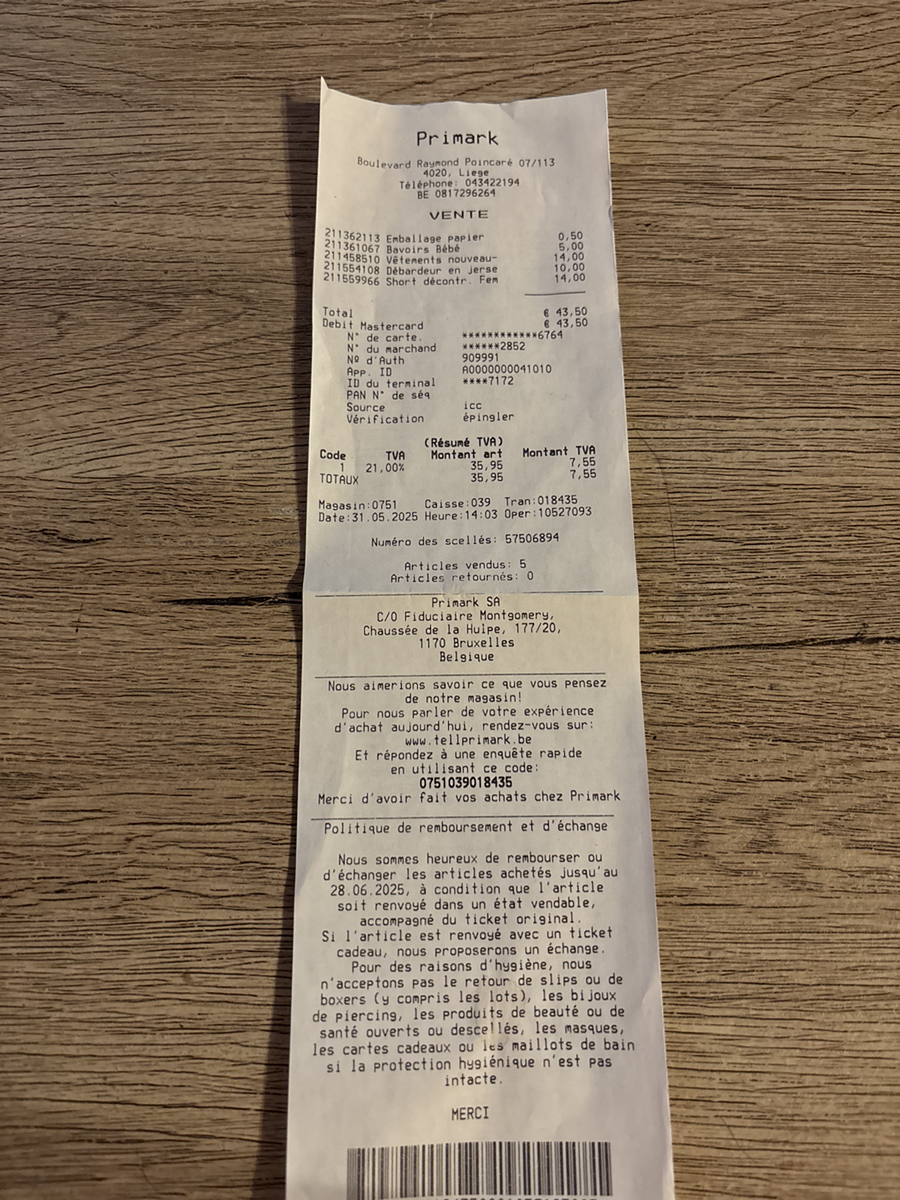 Primark
Boulevard Raymond Poincaré 07/113
4020, Liege
Téléphone: 043422194
BE 0817296264
VENTE
211362113 Emballage papier 0,50
211361067 Bavoirs Bébé 5,00
211458510 Vêtements nouveau- 14,00
211554108 Débardeur en jerse 10,00
211559966 Short décontr. Fem 14,00
Total € 43,50
Debit Mastercard € 43,50
N° de carte. ************6764
N° du marchand ******2852
Nº d'Auth 909991
App. ID A0000000041010
ID du terminal ****7172
PAN N° de séq
Source icc
Vérification épingler
(Résumé TVA)
Code TVA Montant art Montant TVA
1 21,00% 35,95 7,55
TOTAUX 35,95 7,55
Magasin:0751 Caisse:039 Tran:018435
Date:31.05.2025 Heure:14:03 Oper:10527093
Numéro des scellés: 57506894
Articles vendus: 5
Articles retournés: 0
Primark SA
C/O Fiduciaire Montgomery,
Chaussée de la Hulpe, 177/20,
1170 Bruxelles
Belgique
Nous aimerions savoir ce que vous pensez
de notre magasin!
Pour nous parler de votre expérience
d'achat aujourd'hui, rendez-vous sur:
www.tellprimark.be
Et répondez à une enquête rapide
en utilisant ce code:
0751039018435
Merci d'avoir fait vos achats chez Primark
Politique de remboursement et d'échange
Nous sommes heureux de rembourser ou
d'échanger les articles achetés jusqu'au
28.06.2025, à condition que l'article
soit renvoyé dans un état vendable,
accompagné du ticket original.
Si l'article est renvoyé avec un ticket
cadeau, nous proposerons un échange.
Pour des raisons d'hygiène, nous
n'acceptons pas le retour de slips ou de
boxers (y compris les lots), les bijoux
de piercing, les produits de beauté ou de
santé ouverts ou descellés, les masques,
les cartes cadeaux ou les maillots de bain
si la protection hygiénique n'est pas
intacte.
MERCI